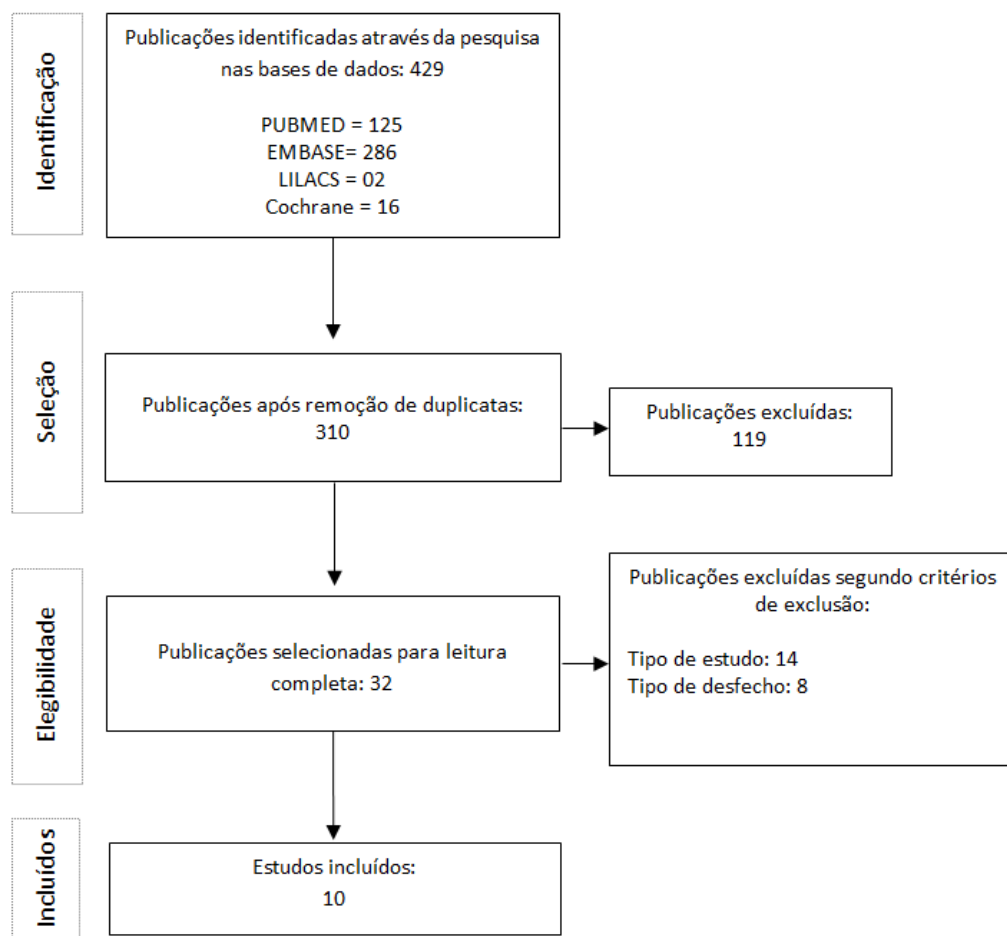 Identificação
Publicações identificadas através da pesquisa
nas bases de dados: 429
PUBMED = 125
EMBASE= 286
LILACS = 02
Cochrane = 16
Seleção
Publicações após remoção de duplicatas:
310
Publicações excluídas:
119
Elegibilidade
Publicações selecionada para leitura
completa: 32
Publicações excluídas segundo critérios
de exclusão:
Tipo de estudo: 14
Tipo de desfecho: 8
Incluídos
Estudos incluídos:
10